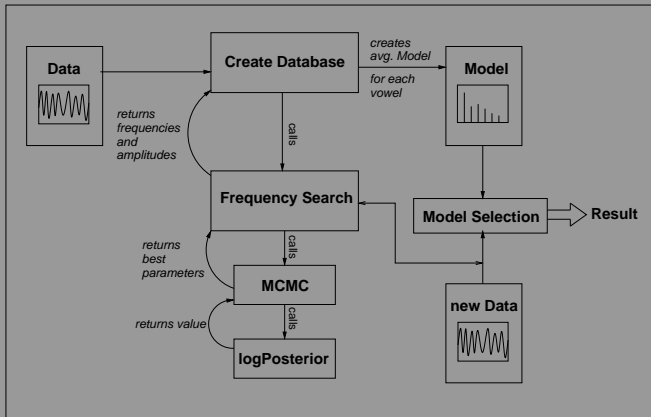 Data
Create Database
creates
avg. Model
for each
vowel
Model
returns
frequencies
and
amplitudes
calls
Frequency Search
Model Selection
Result
returns
best
parameters
calls
MCMC
new Data
returns value
calls
logPosterior